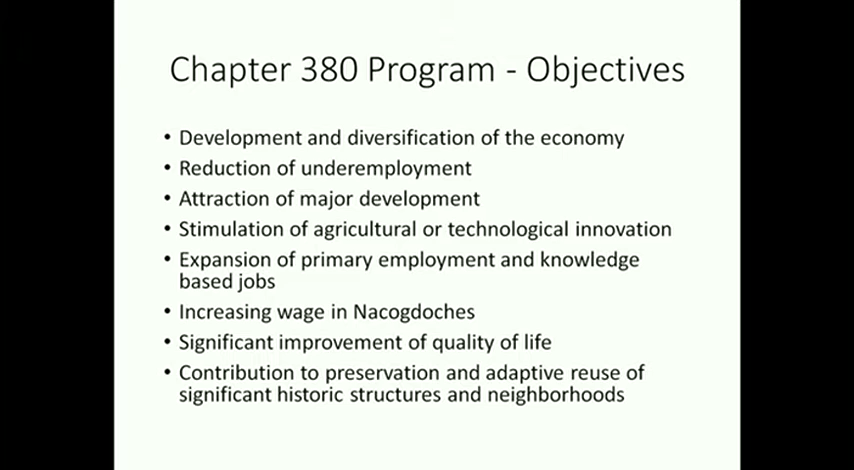 Chapter 380 Program - Objectives
• Development and diversification of the economy
• Reduction of underemployment
• Attraction of major development
• Stimulation of agricultural or technological innovation
• Expansion of primary employment and knowledge
based jobs
• Increasing wage in Nacogdoches
• Significant improvement of quality of life
• Contribution to preservation and adaptive reuse of
significant historic structures and neighborhoods